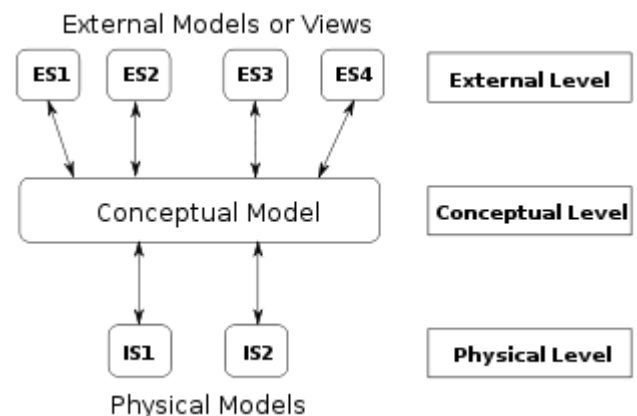 External Models or Views
ES1 ES2 ES3 ES4 External Level
Conceptual Model Conceptual Level
IS1 IS2 Physical Level
Physical Models